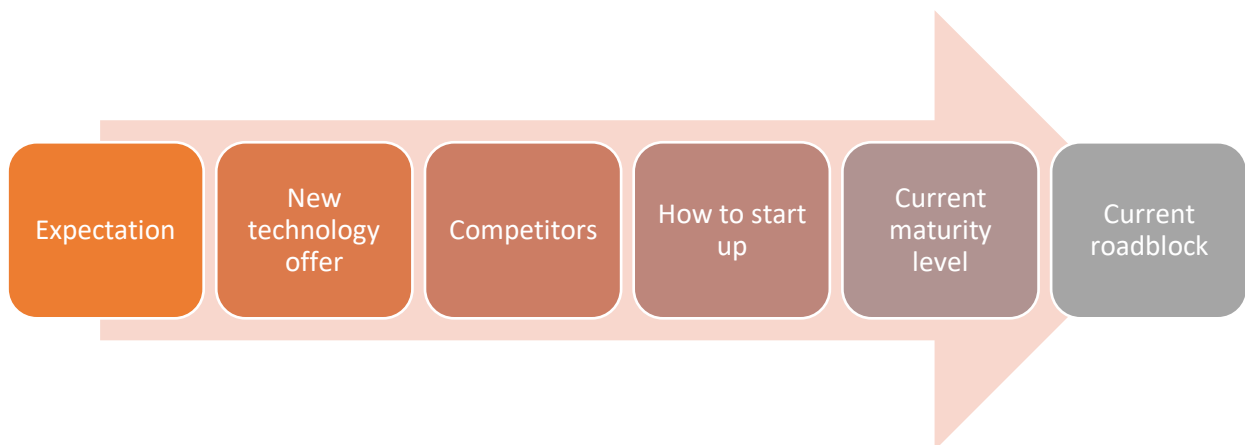 Expectation
New
technology
offer
Competitors
How to start
up
Current
maturity
level
Current
roadblock